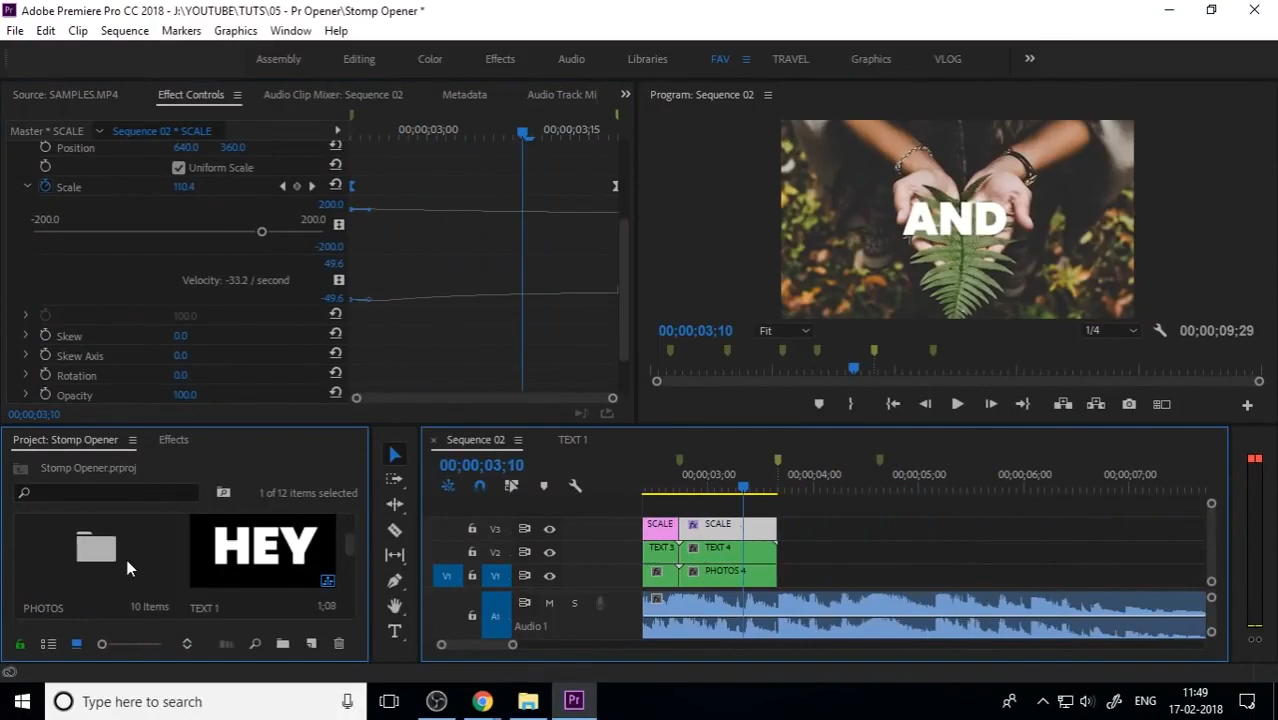 Adobe Premiere Pro CC 2018 - J:\YOUTUBE\TUTS\05 - Pr Opener\Stomp Opener *
File Edit Clip Sequence Markers Graphics Window Help
Assembly Editing Color Effects Audio Libraries FAV TRAVEL Graphics VLOG
Source: SAMPLES.MP4 Effect Controls Audio Clip Mixer: Sequence 02 Metadata Audio Track Mi
Program: Sequence 02
Master * SCALE Sequence 02 * SCALE
00;00;03;00 00;00;03;15
Position 640.0 360.0
Uniform Scale
Scale 110.4
200.0
-200.0 200.0
-200.0
49.6
Velocity: -33.2 / second
-49.6
100.0
Skew 0.0
Skew Axis 0.0
Rotation 0.0
Opacity 100.0
00;00;03;10
AND
00;00;03;10 Fit 1/4 00;00;09;29
Project: Stomp Opener Effects
Stomp Opener.prproj
1 of 12 items selected
HEY
PHOTOS 10 Items TEXT 1 1;08
Sequence 02 TEXT 1
00;00;03;10
00;00;03;00 00;00;04;00 00;00;05;00 00;00;06;00 00;00;07;00
V3 SCALE fx SCALE
V2 TEXT 3 fx TEXT 4
V1 V1 fx fx PHOTOS 4
A1 M S fx
Audio 1
Type here to search
Pr
ENG
11:49
17-02-2018